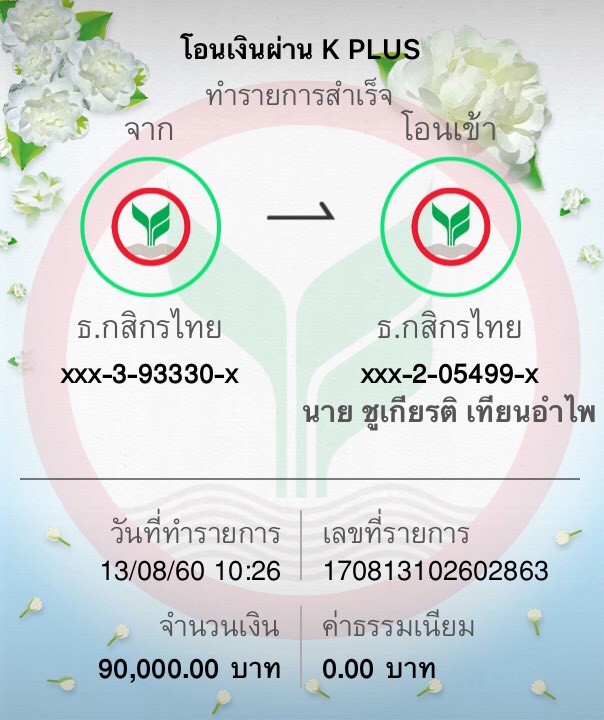 โอนเงินผ่าน K PLUS
ทำรายการสำเร็จ
จาก
โอนเข้า
ธ.กสิกรไทย
ธ.กสิกรไทย
xxx-3-93330-x
xxx-2-05499-x
นาย ชูเกียรติ เทียนอำไพ
วันที่ทำรายการ
เลขที่รายการ
13/08/60 10:26
170813102602863
จำนวนเงิน
ค่าธรรมเนียม
90,000.00 บาท
0.00 บาท